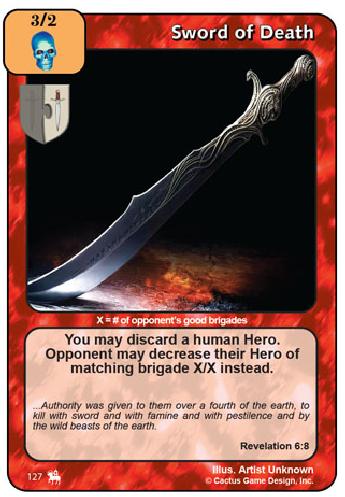 3/2
Sword of Death
X = # of opponent's good brigades
You may discard a human Hero.
Opponent may decrease their Hero of
matching brigade X/X instead.
...Authority was given to them over a fourth of the earth, to
kill with sword and with famine and with pestilence and by
the wild beasts of the earth.
Revelation 6:8
127
Illus. Artist Unknown
© Cactus Game Design, Inc.